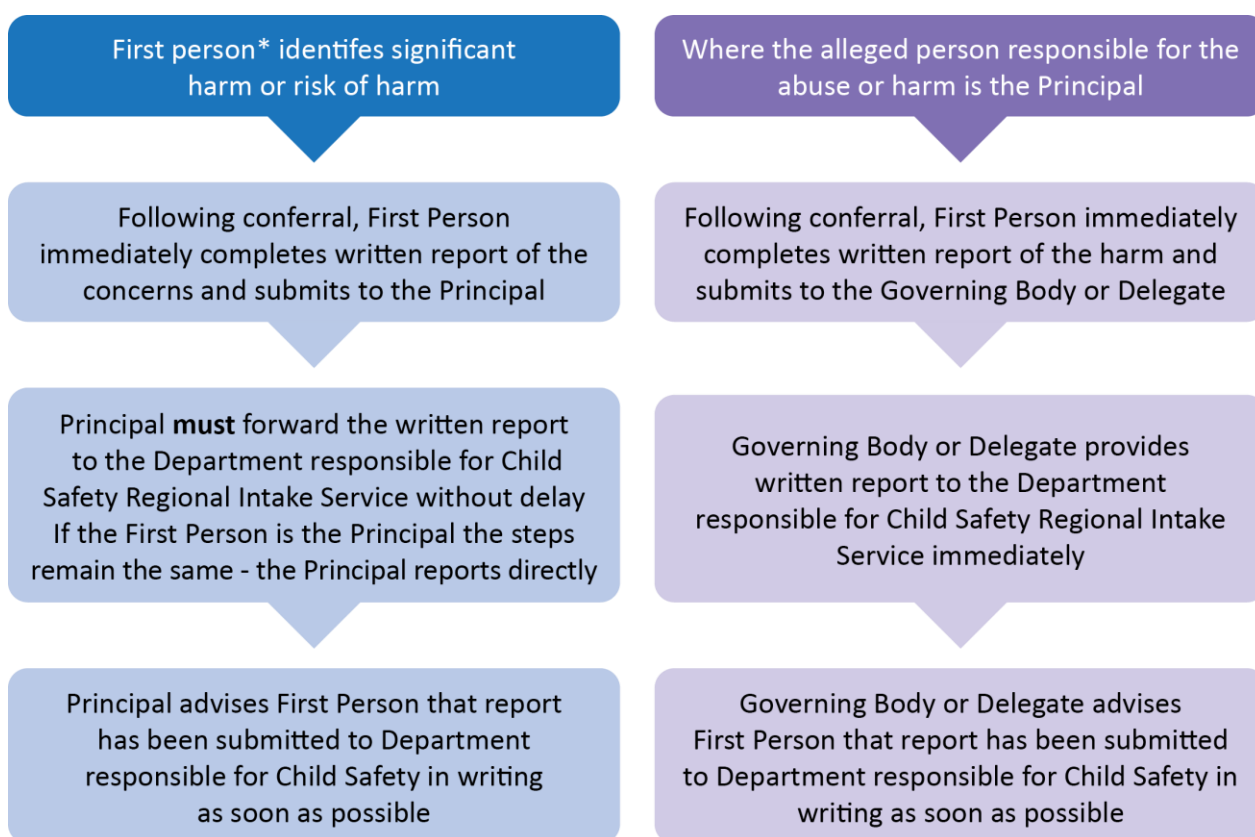 First person* identifes significant
harm or risk of harm
Following conferral, First Person
immediately completes written report of the
concerns and submits to the Principal
Principal must forward the written report
to the Department responsible for Child
Safety Regional Intake Service without delay
If the First Person is the Principal the steps
remain the same - the Principal reports directly
Principal advises First Person that report
has been submitted to Department
responsible for Child Safety in writing
as soon as possible
Where the alleged person responsible for the
abuse or harm is the Principal
Following conferral, First Person immediately
completes written report of the harm and
submits to the Governing Body or Delegate
Governing Body or Delegate provides
written report to the Department
responsible for Child Safety Regional Intake
Service immediately
Governing Body or Delegate advises
First Person that report has been submitted
to Department responsible for Child Safety in
writing as soon as possible